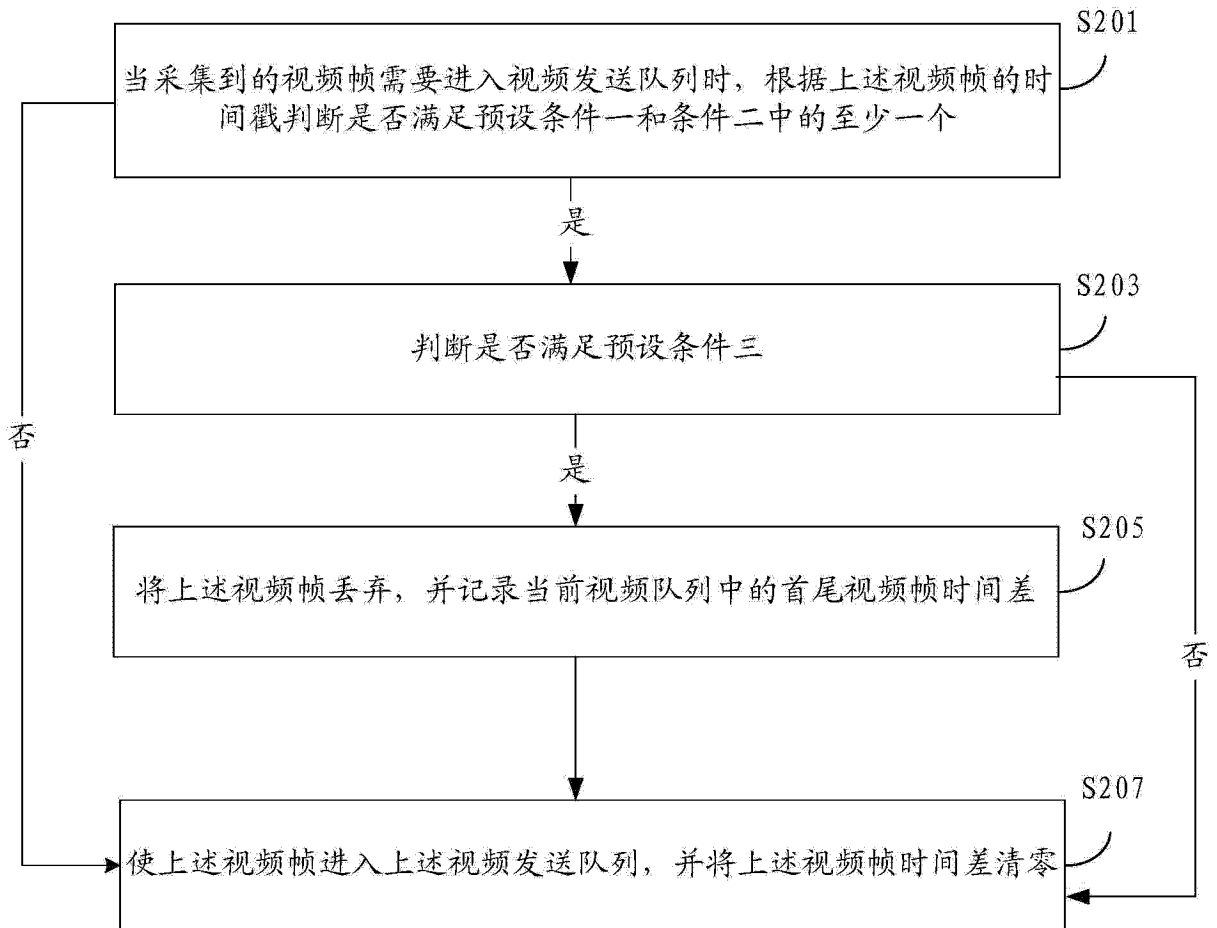 S201
当采集到的视频帧需要进入视频发送队列时，根据上述视频帧的时
间戳判断是否满足预设条件一和条件二中的至少一个
是
S203
判断是否满足预设条件三
否
是
S205
将上述视频帧丢弃，并记录当前视频队列中的首尾视频帧时间差
否
S207
使上述视频帧进入上述视频发送队列，并将上述视频帧时间差清零